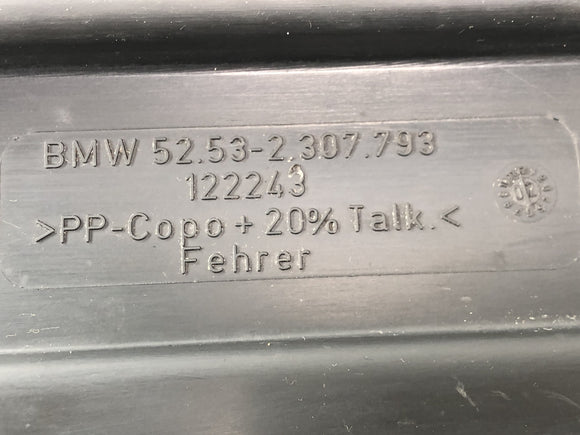 BMW 52.53-2.307.793
122243
>PP-Copo + 20% Talk.<
Fehrer